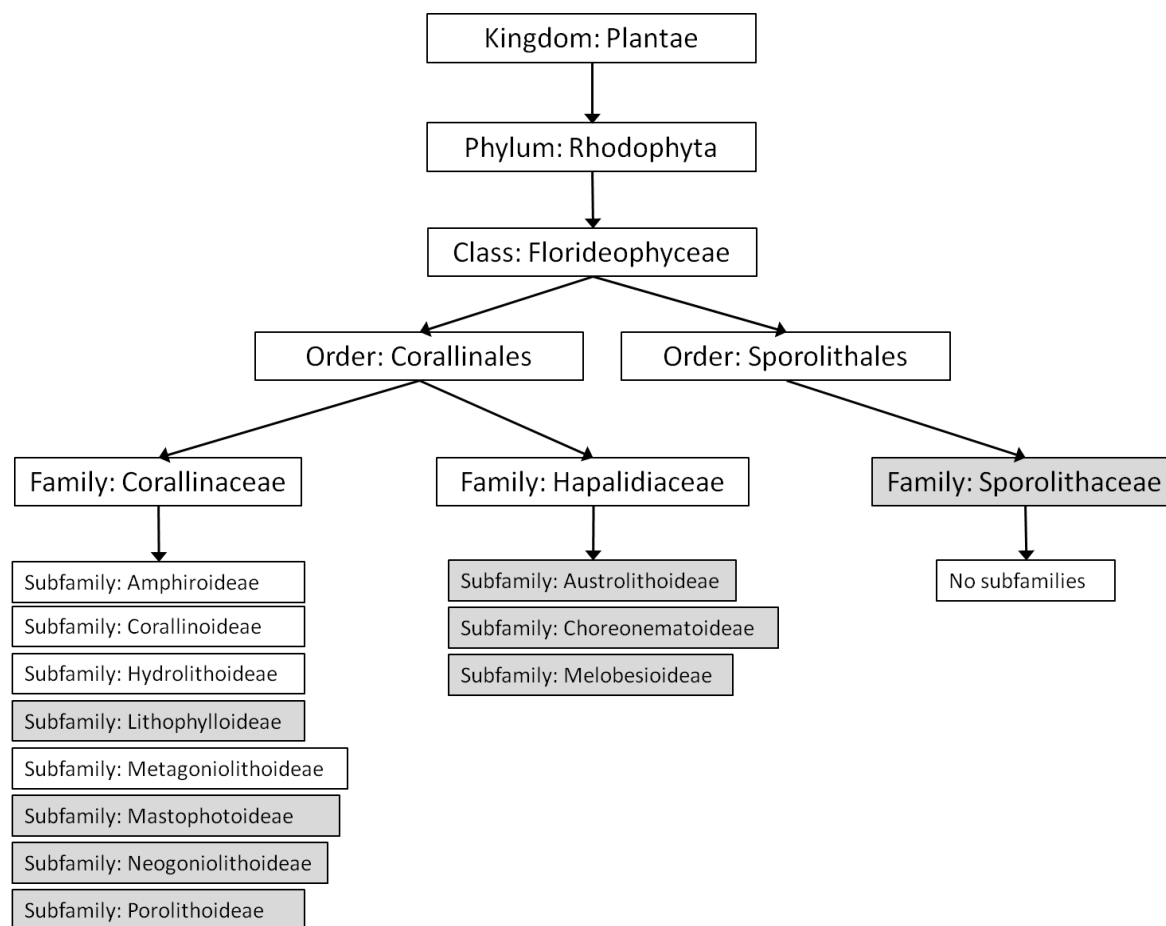 Kingdom: Plantae
Phylum: Rhodophyta
Class: Florideophyceae
Order: Corallinales
Order: Sporolithales
Family: Corallinaceae
Family: Hapalidiaceae
Family: Sporolithaceae
Subfamily: Amphiroideae
Subfamily: Corallinoideae
Subfamily: Hydrolithoideae
Subfamily: Lithophylloideae
Subfamily: Metagoniolithoideae
Subfamily: Mastophotoideae
Subfamily: Neogoniolithoideae
Subfamily: Porolithoideae
Subfamily: Austrolithoideae
Subfamily: Choreonematoideae
Subfamily: Melobesioideae
No subfamilies